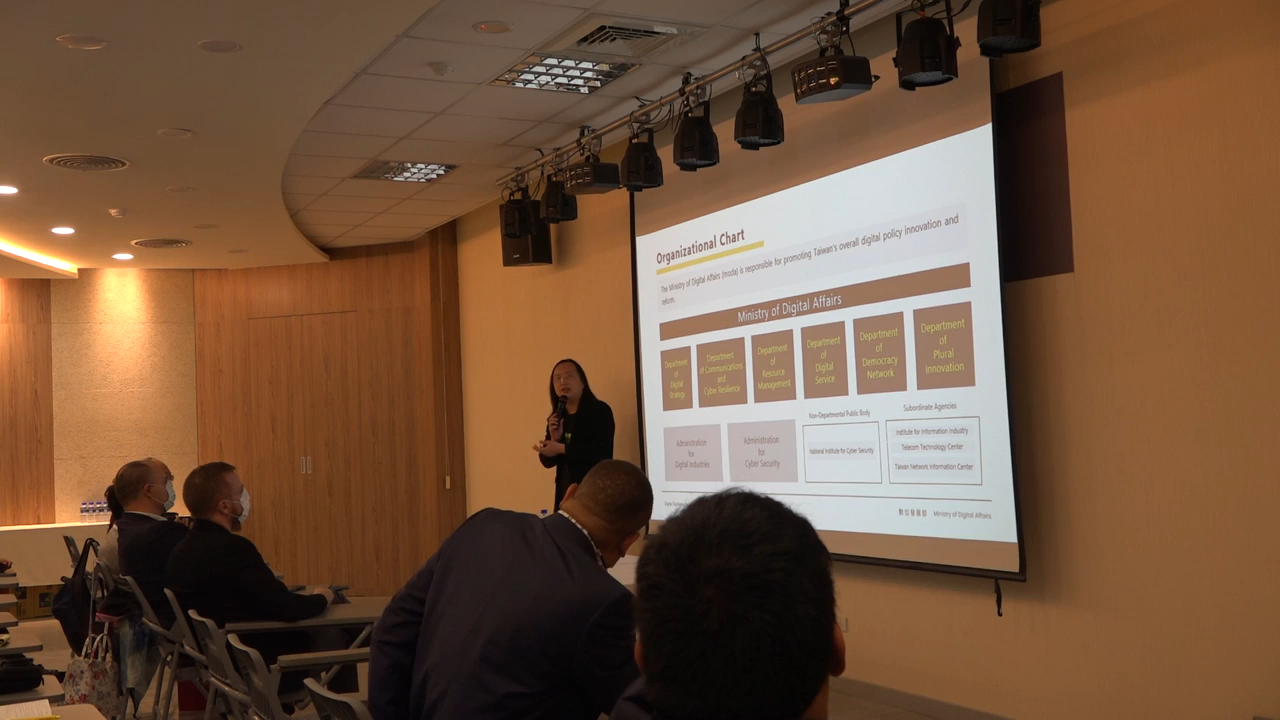 Organizational Chart
The Ministry of Digital Affairs (moda) is responsible for promoting Taiwan's overall digital policy innovation and
reform.
Ministry of Digital Affairs
Department
of
Digital
Strategy
Department
of Communications
and
Cyber Resilience
Department
of
Resource
Management
Department
of
Digital
Service
Department
of
Democracy
Network
Department
of
Plural
Innovation
Administration
for
Digital Industries
Administration
for
Cyber Security
Non-Departmental Public Body
National Institute for Cyber Security
Subordinate Agencies
Institute for Information Industry
Telecom Technology Center
Taiwan Network Information Center
數位發展部 Ministry of Digital Affairs